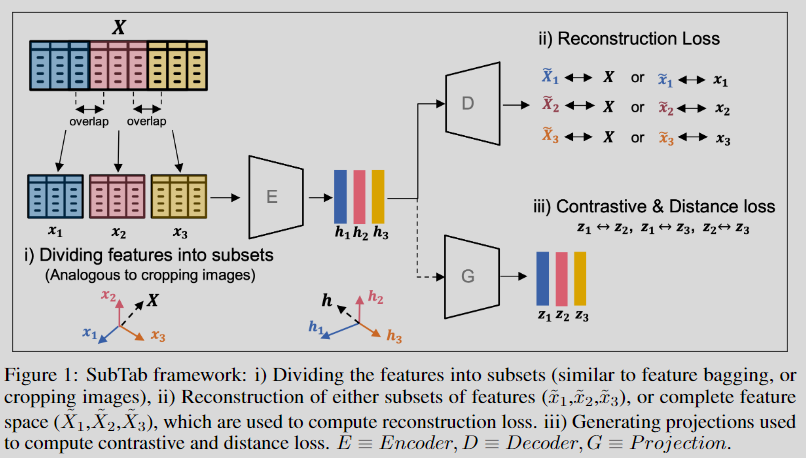 X
overlap overlap
x₁ x₂ x₃
i) Dividing features into subsets
(Analogous to cropping images)
x₂ X
x₁ x₃
E
h₁ h₂ h₃
h h₂
h₁ h₃
D
ii) Reconstruction Loss
X̃₁ ↔ X or x̃₁ ↔ x₁
X̃₂ ↔ X or x̃₂ ↔ x₂
X̃₃ ↔ X or x̃₃ ↔ x₃
iii) Contrastive & Distance loss
z₁ ↔ z₂, z₁ ↔ z₃, z₂ ↔ z₃
G
z₁ z₂ z₃
Figure 1: SubTab framework: i) Dividing the features into subsets (similar to feature bagging, or
cropping images), ii) Reconstruction of either subsets of features (x̃₁,x̃₂,x̃₃), or complete feature
space (X̃₁,X̃₂,X̃₃), which are used to compute reconstruction loss. iii) Generating projections used
to compute contrastive and distance loss. E ≡ Encoder, D ≡ Decoder, G ≡ Projection.